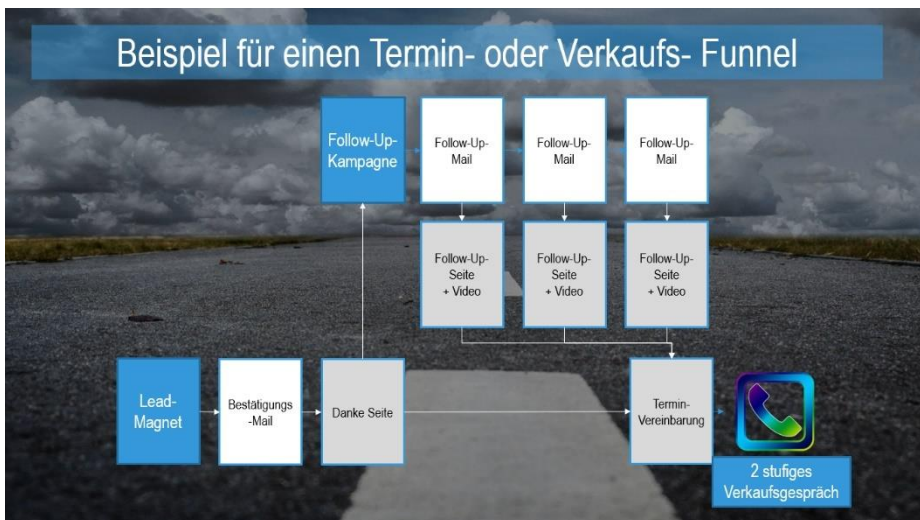 Beispiel für einen Termin- oder Verkaufs- Funnel
Follow-Up-
Kampagne
Follow-Up-
Mail
Follow-Up-
Mail
Follow-Up-
Mail
Follow-Up-
Seite
+ Video
Follow-Up-
Seite
+ Video
Follow-Up-
Seite
+ Video
Lead-
Magnet
Bestätigungs
-Mail
Danke Seite
Termin-
Vereinbarung
2 stufiges
Verkaufsgespräch